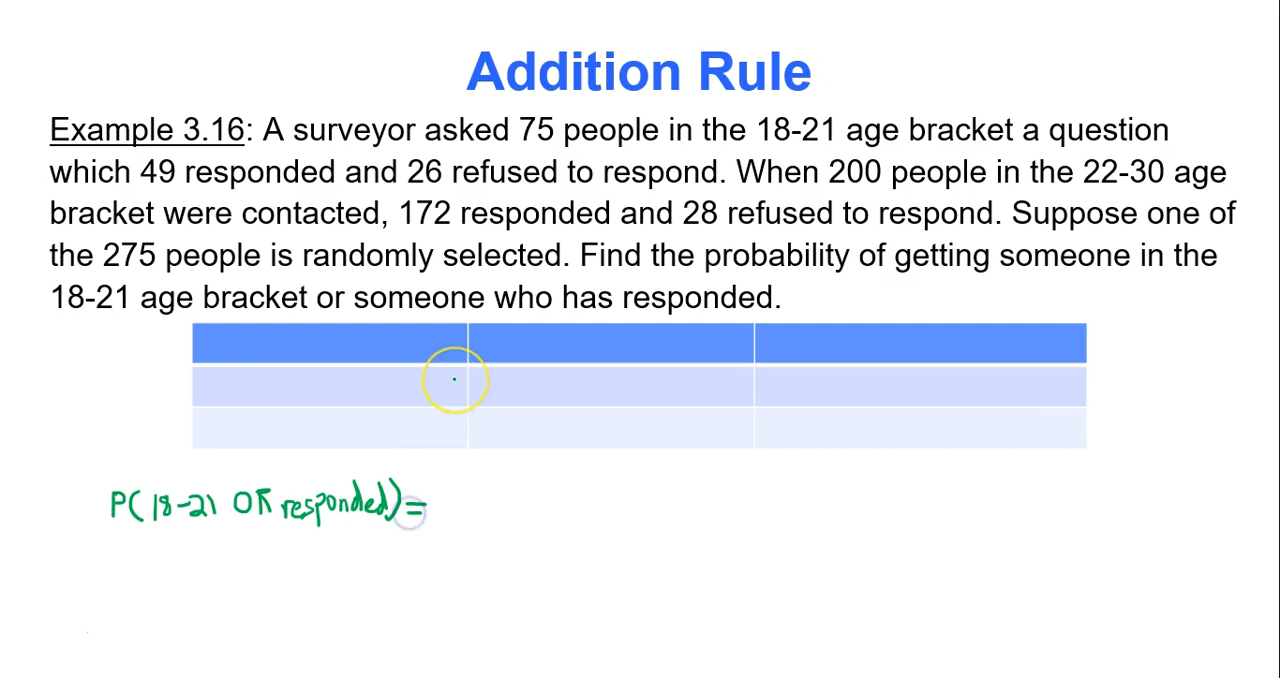 Addition Rule
Example 3.16: A surveyor asked 75 people in the 18-21 age bracket a question
which 49 responded and 26 refused to respond. When 200 people in the 22-30 age
bracket were contacted, 172 responded and 28 refused to respond. Suppose one of
the 275 people is randomly selected. Find the probability of getting someone in the
18-21 age bracket or someone who has responded.
P(18-21 OR responded)=